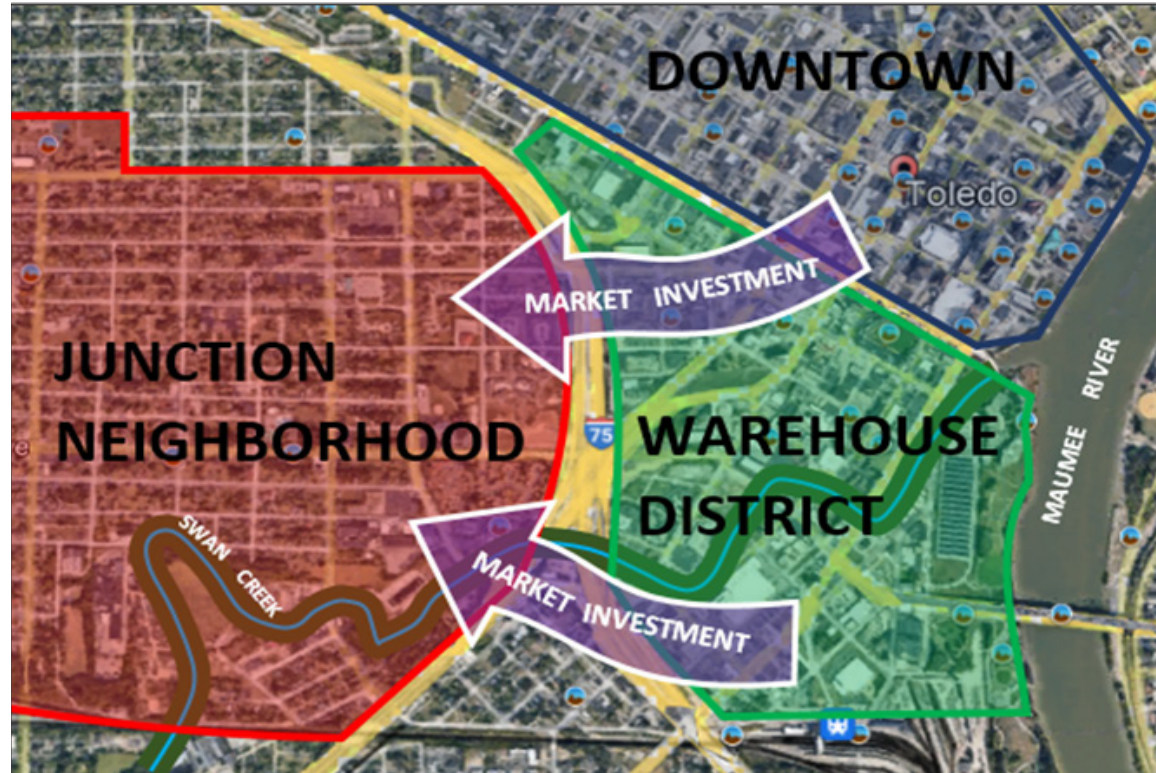 DOWNTOWN
Toledo
MARKET INVESTMENT
JUNCTION
NEIGHBORHOOD
75
WAREHOUSE
DISTRICT
MAUMEE RIVER
SWAN CREEK
MARKET INVESTMENT
e